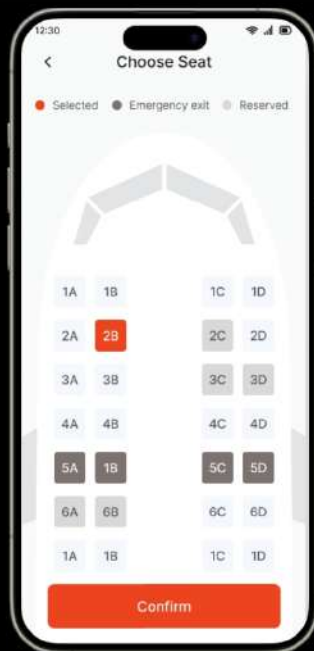 12:30
Choose Seat
Selected Emergency exit Reserved
1A 1B 1C 1D
2A 2B 2C 2D
3A 3B 3C 3D
4A 4B 4C 4D
5A 1B 5C 5D
6A 6B 6C 6D
1A 1B 1C 1D
Confirm